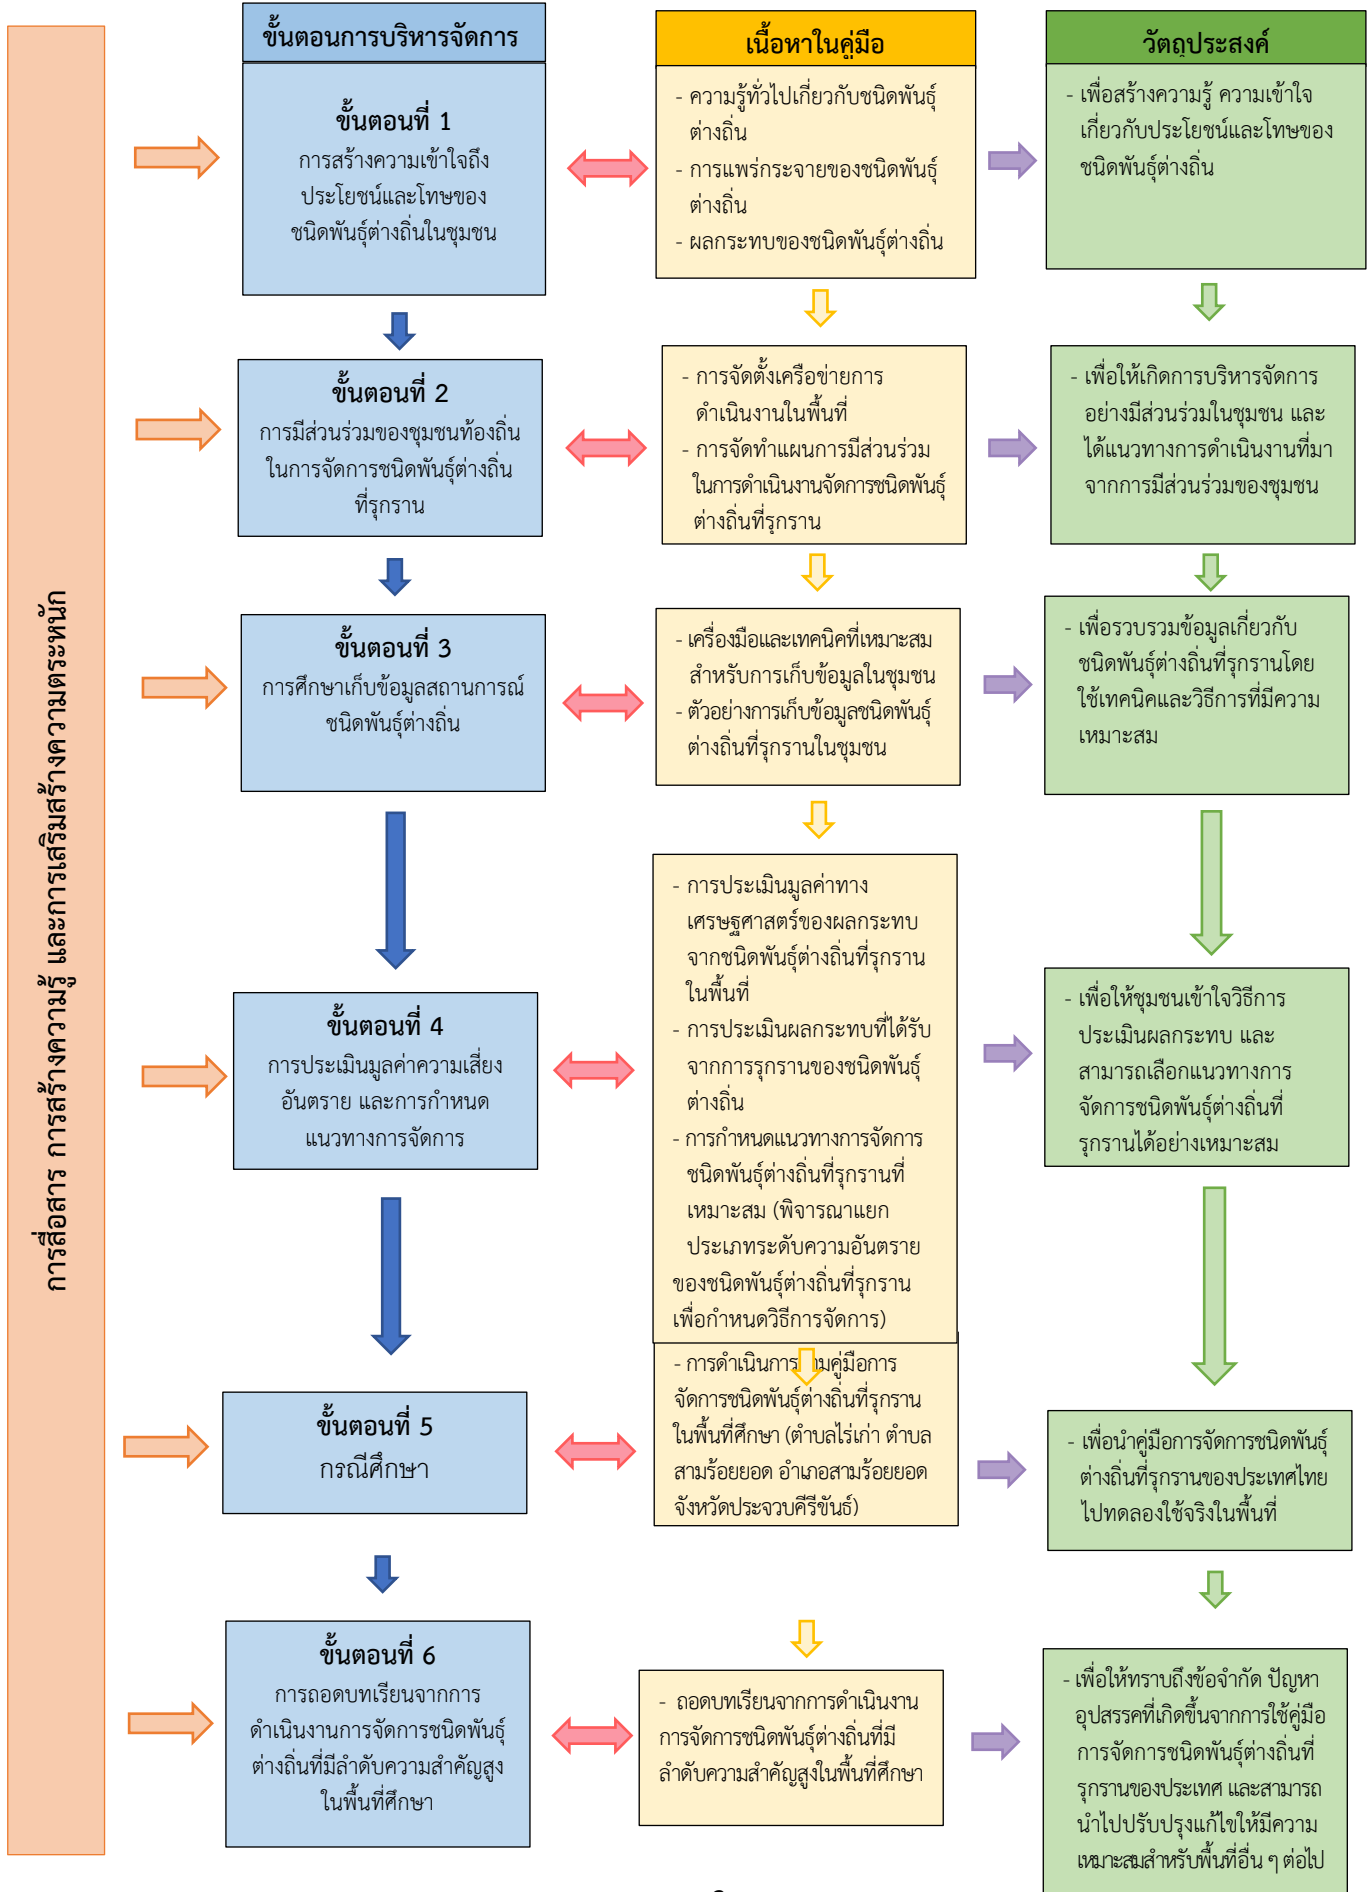 การสื่อสาร การสร้างความรู้ และการเสริมสร้างความตระหนัก
ขั้นตอนการบริหารจัดการ
เนื้อหาในคู่มือ
วัตถุประสงค์
ขั้นตอนที่ 1
การสร้างความเข้าใจถึง
ประโยชน์และโทษของ
ชนิดพันธุ์ต่างถิ่นในชุมชน
- ความรู้ทั่วไปเกี่ยวกับชนิดพันธุ์
ต่างถิ่น
- การแพร่กระจายของชนิดพันธุ์
ต่างถิ่น
- ผลกระทบของชนิดพันธุ์ต่างถิ่น
- เพื่อสร้างความรู้ ความเข้าใจ
เกี่ยวกับประโยชน์และโทษของ
ชนิดพันธุ์ต่างถิ่น
ขั้นตอนที่ 2
การมีส่วนร่วมของชุมชนท้องถิ่น
ในการจัดการชนิดพันธุ์ต่างถิ่น
ที่รุกราน
- การจัดตั้งเครือข่ายการ
ดำเนินงานในพื้นที่
- การจัดทำแผนการมีส่วนร่วม
ในการดำเนินงานจัดการชนิดพันธุ์
ต่างถิ่นที่รุกราน
- เพื่อให้เกิดการบริหารจัดการ
อย่างมีส่วนร่วมในชุมชน และ
ได้แนวทางการดำเนินงานที่มา
จากการมีส่วนร่วมของชุมชน
ขั้นตอนที่ 3
การศึกษาเก็บข้อมูลสถานการณ์
ชนิดพันธุ์ต่างถิ่น
- เครื่องมือและเทคนิคที่เหมาะสม
สำหรับการเก็บข้อมูลในชุมชน
- ตัวอย่างการเก็บข้อมูลชนิดพันธุ์
ต่างถิ่นที่รุกรานในชุมชน
- เพื่อรวบรวมข้อมูลเกี่ยวกับ
ชนิดพันธุ์ต่างถิ่นที่รุกรานโดย
ใช้เทคนิคและวิธีการที่มีความ
เหมาะสม
ขั้นตอนที่ 4
การประเมินมูลค่าความเสี่ยง
อันตราย และการกำหนด
แนวทางการจัดการ
- การประเมินมูลค่าทาง
เศรษฐศาสตร์ของผลกระทบ
จากชนิดพันธุ์ต่างถิ่นที่รุกราน
ในพื้นที่
- การประเมินผลกระทบที่ได้รับ
จากการรุกรานของชนิดพันธุ์
ต่างถิ่น
- การกำหนดแนวทางการจัดการ
ชนิดพันธุ์ต่างถิ่นที่รุกรานที่
เหมาะสม (พิจารณาแยก
ประเภทระดับความอันตราย
ของชนิดพันธุ์ต่างถิ่นที่รุกราน
เพื่อกำหนดวิธีการจัดการ)
- เพื่อให้ชุมชนเข้าใจวิธีการ
ประเมินผลกระทบ และ
สามารถเลือกแนวทางการ
จัดการชนิดพันธุ์ต่างถิ่นที่
รุกรานได้อย่างเหมาะสม
ขั้นตอนที่ 5
กรณีศึกษา
- การดำเนินการตามคู่มือการ
จัดการชนิดพันธุ์ต่างถิ่นที่รุกราน
ในพื้นที่ศึกษา (ตำบลไร่เก่า ตำบล
สามร้อยยอด อำเภอสามร้อยยอด
จังหวัดประจวบคีรีขันธ์)
- เพื่อนำคู่มือการจัดการชนิดพันธุ์
ต่างถิ่นที่รุกรานของประเทศไทย
ไปทดลองใช้จริงในพื้นที่
ขั้นตอนที่ 6
การถอดบทเรียนจากการ
ดำเนินงานการจัดการชนิดพันธุ์
ต่างถิ่นที่มีลำดับความสำคัญสูง
ในพื้นที่ศึกษา
- ถอดบทเรียนจากการดำเนินงาน
การจัดการชนิดพันธุ์ต่างถิ่นที่มี
ลำดับความสำคัญสูงในพื้นที่ศึกษา
- เพื่อให้ทราบถึงข้อจำกัด ปัญหา
อุปสรรคที่เกิดขึ้นจากการใช้คู่มือ
การจัดการชนิดพันธุ์ต่างถิ่นที่
รุกรานของประเทศ และสามารถ
นำไปปรับปรุงแก้ไขให้มีความ
เหมาะสมสำหรับพื้นที่อื่น ๆ ต่อไป